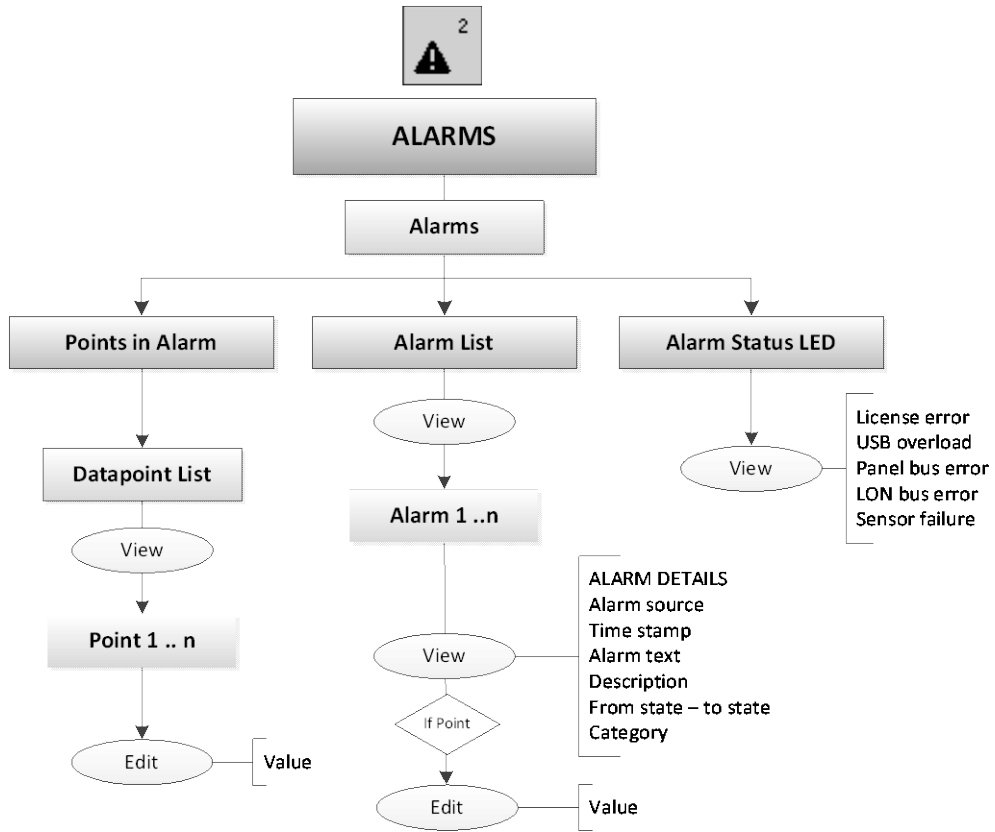 2
ALARMS
Alarms
Points in Alarm
Alarm List
Alarm Status LED
View
License error
USB overload
Panel bus error
LON bus error
Sensor failure
View
Datapoint List
Alarm 1 ..n
View
ALARM DETAILS
Alarm source
Time stamp
Alarm text
Description
From state – to state
Category
Point 1 .. n
View
If Point
Edit
Value
Edit
Value